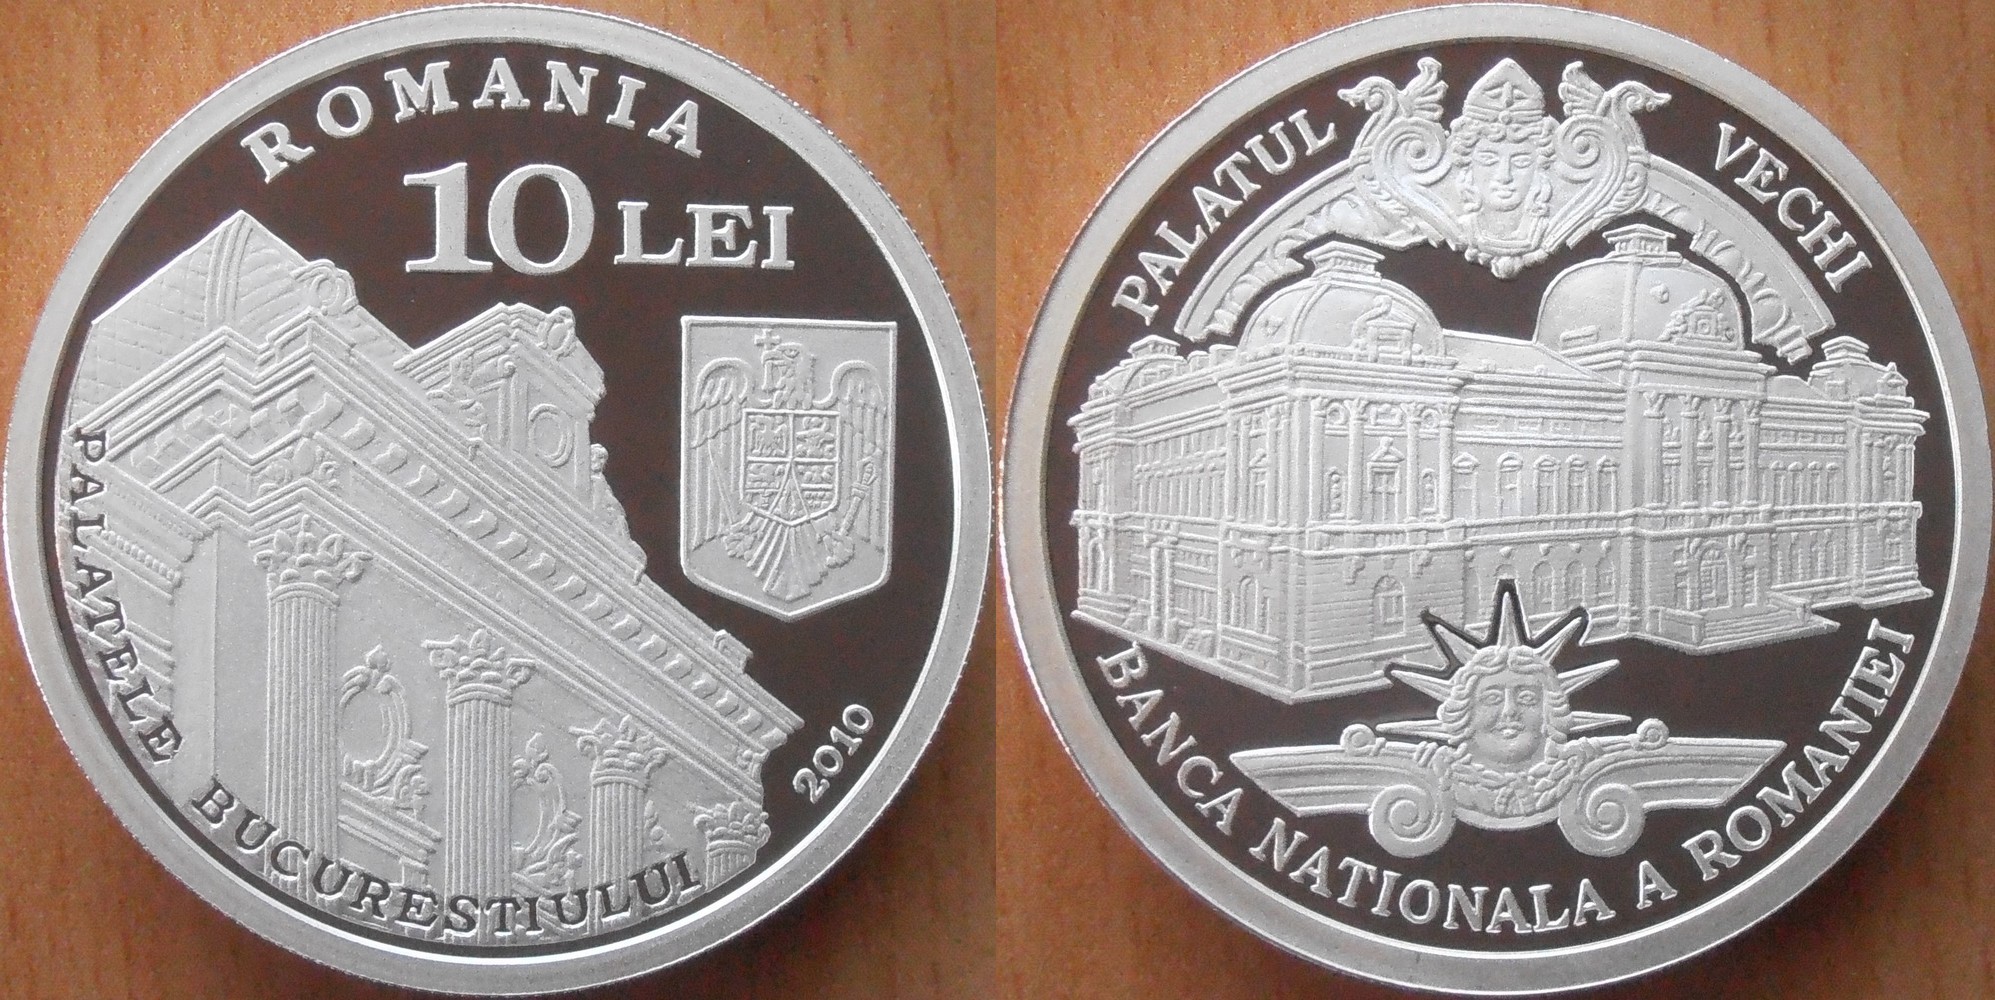 ROMANIA
10 LEI
PALATELE BUCURESTIULUI
2010
PALATUL VECHI
BANCA NATIONALA A ROMANIEI